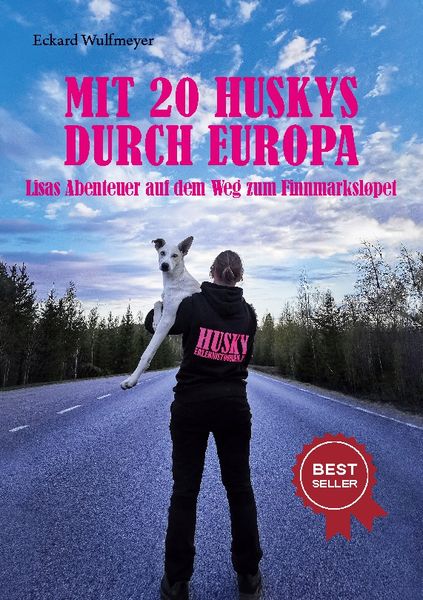 Eckard Wulfmeyer
MIT 20 HUSKYS
DURCH EUROPA
Lisas Abenteuer auf dem Weg zum Finnmarksløpet
HUSKY
BEST
SELLER